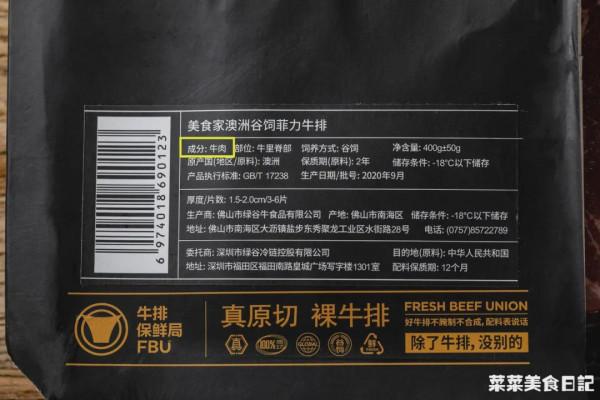 美食家澳洲谷饲菲力牛排
成分: 牛肉 部位: 牛里脊部 饲养方式: 谷饲 净含量: 400g±50g
原产国(地区/原料): 澳洲 保质期(原料): 2年 储存条件: -18°C以下储存
产品执行标准: GB/T 17238 生产日期/批号: 2020年9月
厚度/片数: 1.5-2.0cm/3-6片
生产商: 佛山市绿谷牛食品有限公司 产地: 佛山市南海区 储存条件: -18°C以下储存
地址: 佛山市南海区大沥镇盐步东秀聚龙工业区水街路28号 电话: (0757)85722789
委托商: 深圳市绿谷冷链控股有限公司 目的地(原料): 中华人民共和国
地址: 深圳市福田区福田南路皇城广场写字楼1301室 配料保质期: 12个月
6 974018 690123
牛排
保鲜局
FBU
真原切 裸牛排
100%
GLOBAL
谷饲
FRESH BEEF UNION
好牛排不腌制不合成, 配料表说话
除了牛排, 没别的
菜菜美食日記